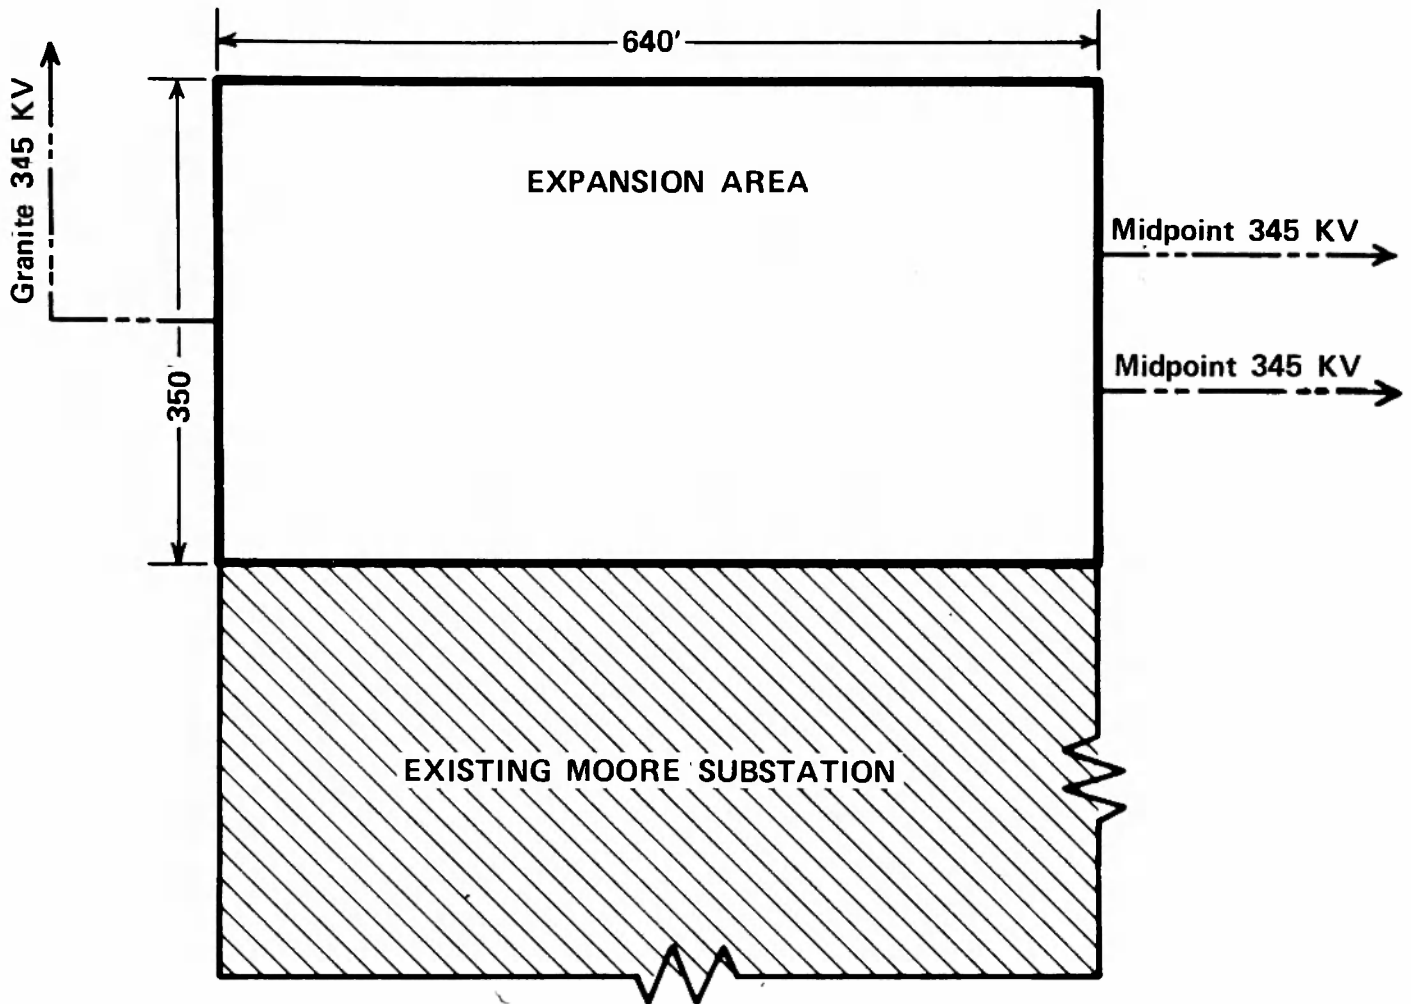 640'
Granite 345 KV
EXPANSION AREA
Midpoint 345 KV
Midpoint 345 KV
350'
EXISTING MOORE SUBSTATION